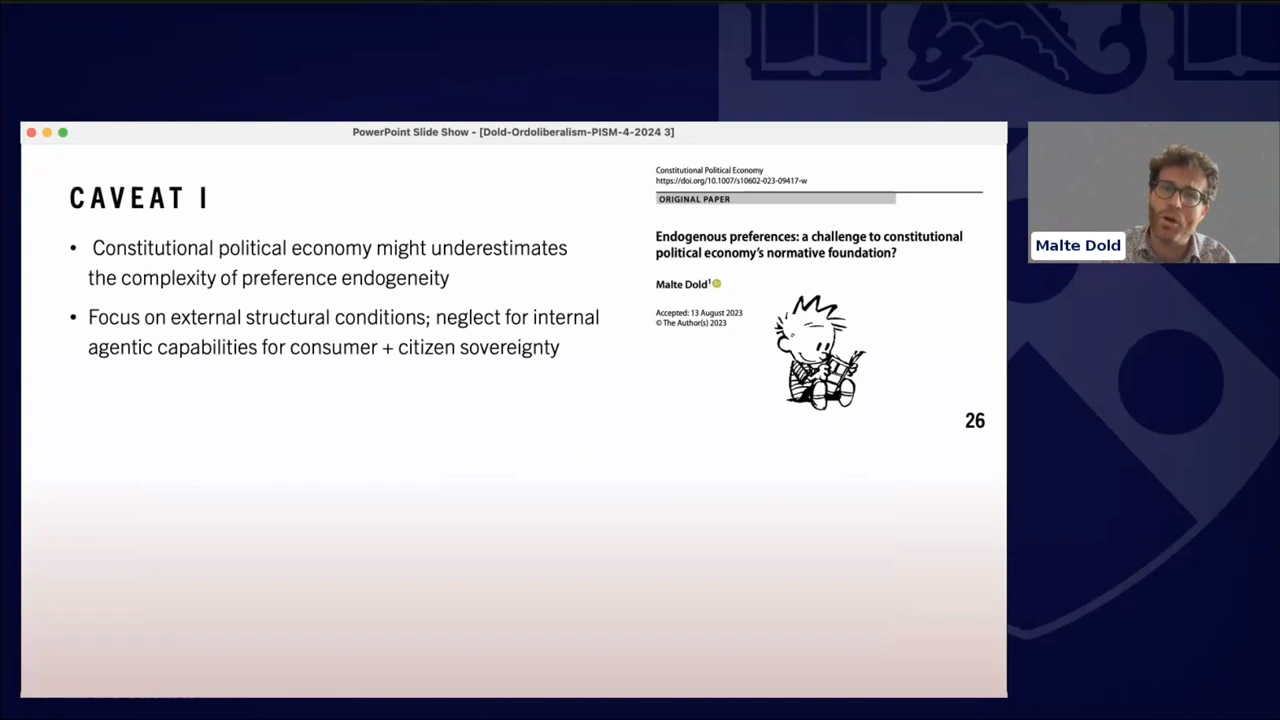 PowerPoint Slide Show - [Dold-Ordoliberalism-PISM-4-2024 3]
CAVEAT I
• Constitutional political economy might underestimates
the complexity of preference endogeneity
• Focus on external structural conditions; neglect for internal
agentic capabilities for consumer + citizen sovereignty
Constitutional Political Economy
https://doi.org/10.1007/s10602-023-09417-w
ORIGINAL PAPER
Endogenous preferences: a challenge to constitutional
political economy's normative foundation?
Malte Dold¹
Accepted: 13 August 2023
© The Author(s) 2023
26
Malte Dold